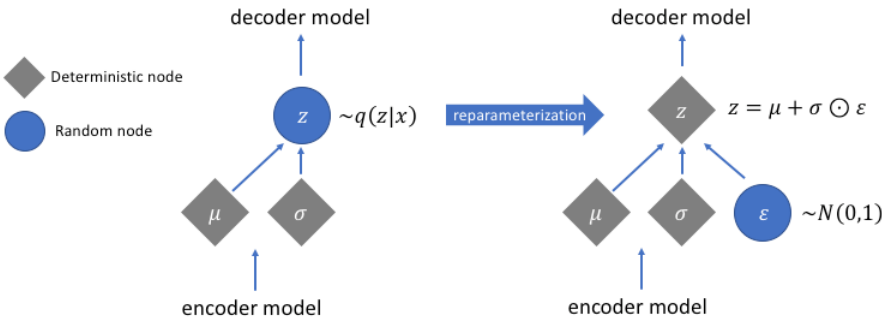 decoder model
decoder model
Deterministic node
Random node
z
~q(z|x)
reparameterization
z
z = μ + σ ⊙ ε
μ
σ
μ
σ
ε
~N(0,1)
encoder model
encoder model